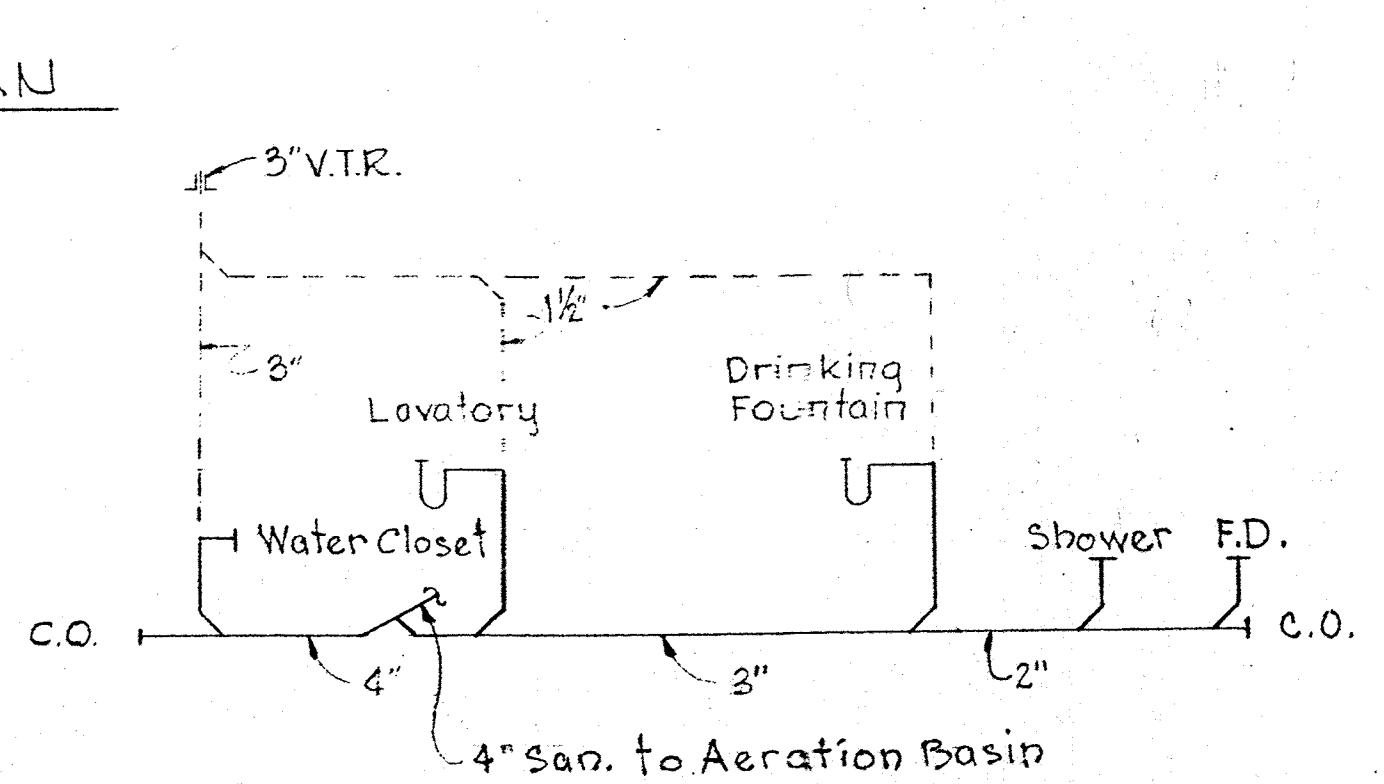 3" V.T.R.
1½"
3"
Drinking
Fountain
Lavatory
Water Closet
Shower
F.D.
C.O.
C.O.
4"
3"
2"
4" San. to Aeration Basin